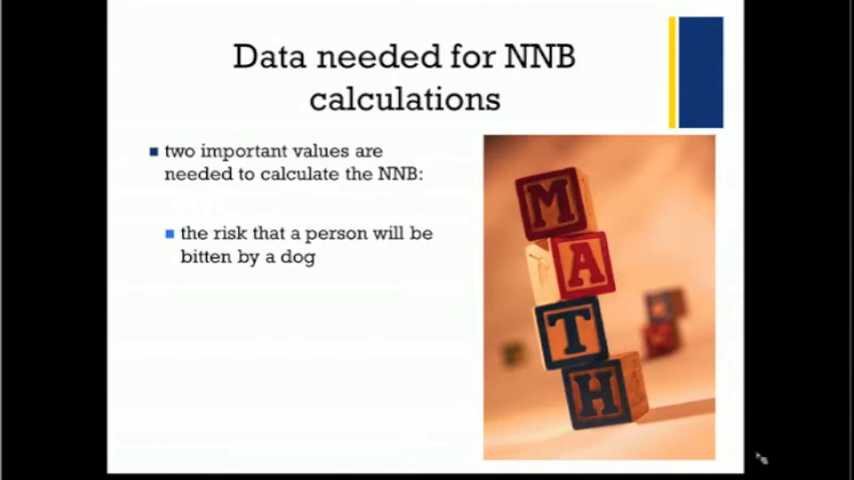 Data needed for NNB
calculations
two important values are
needed to calculate the NNB:
the risk that a person will be
bitten by a dog
M
A
T
H